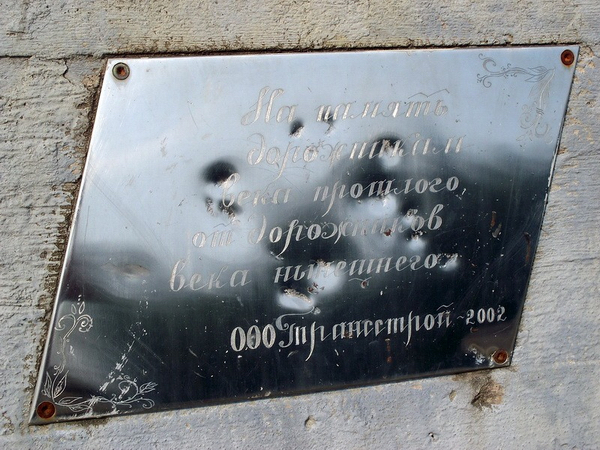 На память
дорожникам
века прошлого
от дорожников
века нынешнего
ООО Трансстрой - 2002